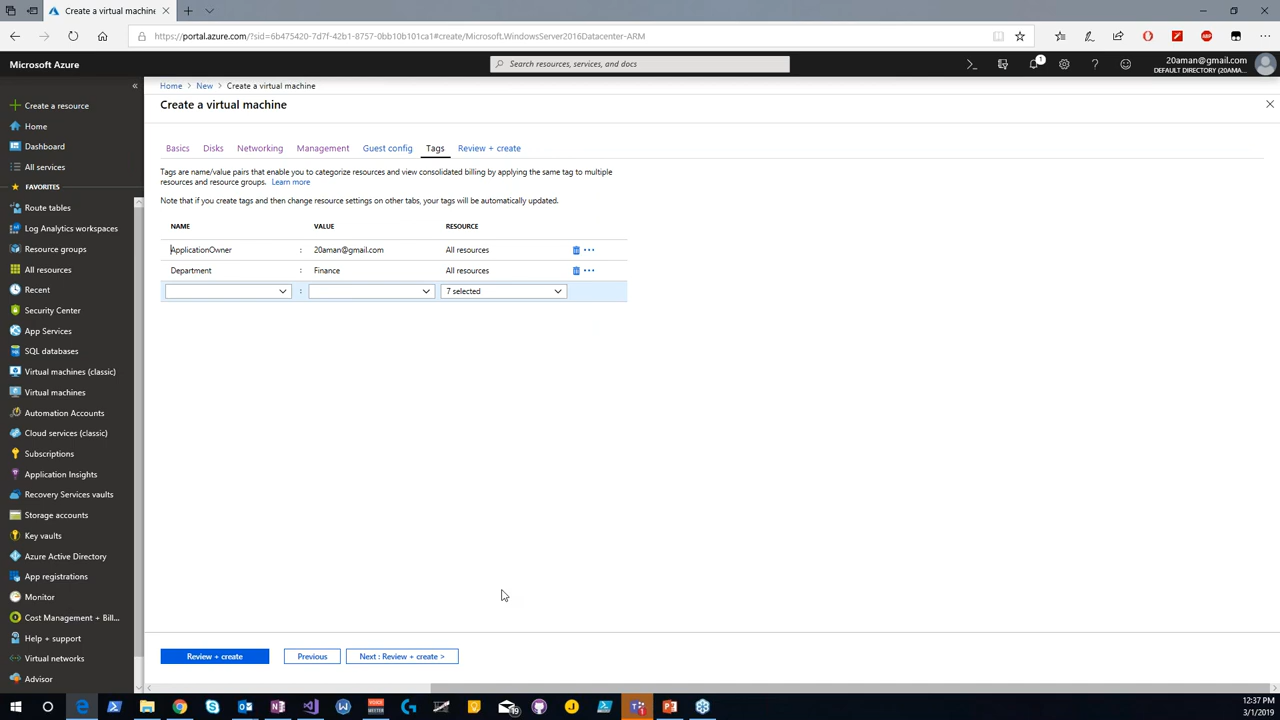 Create a virtual machine
https://portal.azure.com/?sid=6b475420-7d7f-42b1-8757-0bb10b101ca1#create/Microsoft.WindowsServer2016Datacenter-ARM
Microsoft Azure
Search resources, services, and docs
1
20aman@gmail.com
DEFAULT DIRECTORY (20AMAN...
Create a resource
Home
Dashboard
All services
FAVORITES
Route tables
Log Analytics workspaces
Resource groups
All resources
Recent
Security Center
App Services
SQL databases
Virtual machines (classic)
Virtual machines
Automation Accounts
Cloud services (classic)
Subscriptions
Application Insights
Recovery Services vaults
Storage accounts
Key vaults
Azure Active Directory
App registrations
Monitor
Cost Management + Bill...
Help + support
Virtual networks
Advisor
Home > New > Create a virtual machine
Create a virtual machine
Basics Disks Networking Management Guest config Tags Review + create
Tags are name/value pairs that enable you to categorize resources and view consolidated billing by applying the same tag to multiple
resources and resource groups. Learn more
Note that if you create tags and then change resource settings on other tabs, your tags will be automatically updated.
NAME VALUE RESOURCE
ApplicationOwner : 20aman@gmail.com All resources
Department : Finance All resources
: 7 selected
Review + create Previous Next : Review + create >
12:37 PM
3/1/2019